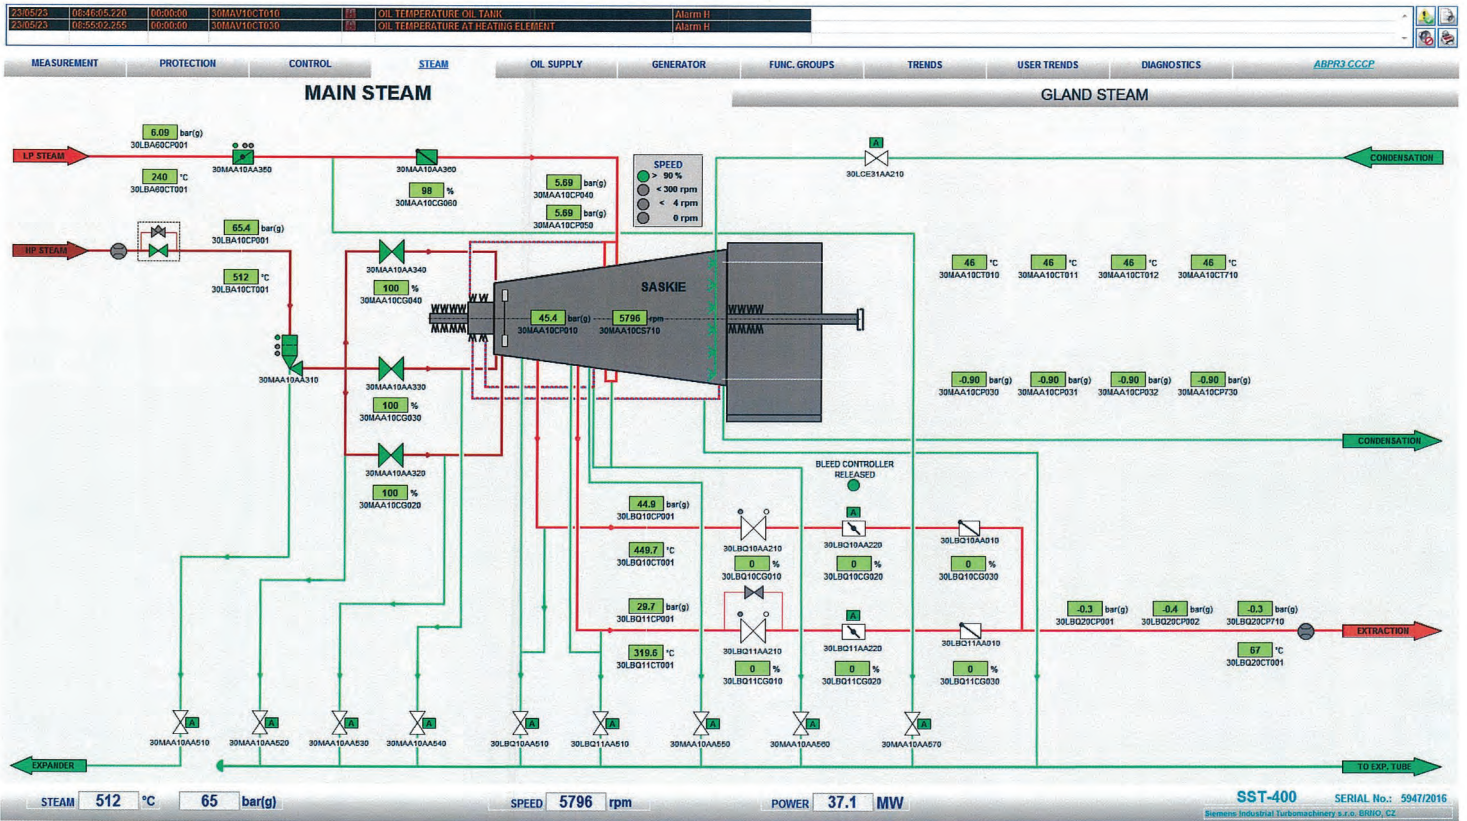 23/05/23 08:46:05.220 00:00:00 30MAV10CT010 OIL TEMPERATURE OIL TANK Alarm H
23/05/23 08:55:02.255 00:00:00 30MAV10CT030 OIL TEMPERATURE AT HEATING ELEMENT Alarm H
MEASUREMENT PROTECTION CONTROL STEAM OIL SUPPLY GENERATOR FUNC. GROUPS TRENDS USER TRENDS DIAGNOSTICS ABPR3 CCCP
MAIN STEAM
GLAND STEAM
LP STEAM
6.09 bar(g)
30LBA60CP001
240 °C
30LBA60CT001
30MAA10AA350
30MAA10AA360
98 %
30MAA10CG060
5.69 bar(g)
30MAA10CP040
5.69 bar(g)
30MAA10CP050
SPEED
> 90 %
< 300 rpm
< 4 rpm
0 rpm
A
30LCE31AA210
CONDENSATION
HP STEAM
65.4 bar(g)
30LBA10CP001
512 °C
30LBA10CT001
30MAA10AA340
100 %
30MAA10CG040
SASKIE
45.4 bar(g)
30MAA10CP010
5796 rpm
30MAA10CS710
46 °C
30MAA10CT010
46 °C
30MAA10CT011
46 °C
30MAA10CT012
46 °C
30MAA10CT710
30MAA10AA310
30MAA10AA330
100 %
30MAA10CG030
-0.90 bar(g)
30MAA10CP030
-0.90 bar(g)
30MAA10CP031
-0.90 bar(g)
30MAA10CP032
-0.90 bar(g)
30MAA10CP730
CONDENSATION
30MAA10AA320
100 %
30MAA10CG020
BLEED CONTROLLER
RELEASED
44.9 bar(g)
30LBQ10CP001
449.7 °C
30LBQ10CT001
30LBQ10AA210
0 %
30LBQ10CG010
A
30LBQ10AA220
0 %
30LBQ10CG020
30LBQ10AA010
0 %
30LBQ10CG030
29.7 bar(g)
30LBQ11CP001
319.6 °C
30LBQ11CT001
30LBQ11AA210
0 %
30LBQ11CG010
A
30LBQ11AA220
0 %
30LBQ11CG020
30LBQ11AA010
0 %
30LBQ11CG030
-0.3 bar(g)
30LBQ20CP001
-0.4 bar(g)
30LBQ20CP002
-0.3 bar(g)
30LBQ20CP710
EXTRACTION
67 °C
30LBQ20CT001
A A A A A A A A A
30MAA10AA510 30MAA10AA520 30MAA10AA530 30MAA10AA540 30LBQ10AA510 30LBQ11AA510 30MAA10AA550 30MAA10AA560 30MAA10AA570
EXPANDER
TO EXP. TUBE
STEAM 512 °C 65 bar(g) SPEED 5796 rpm POWER 37.1 MW
SST-400 SERIAL No.: 5947/2016
Siemens Industrial Turbomachinery s.r.o. BRNO, CZ